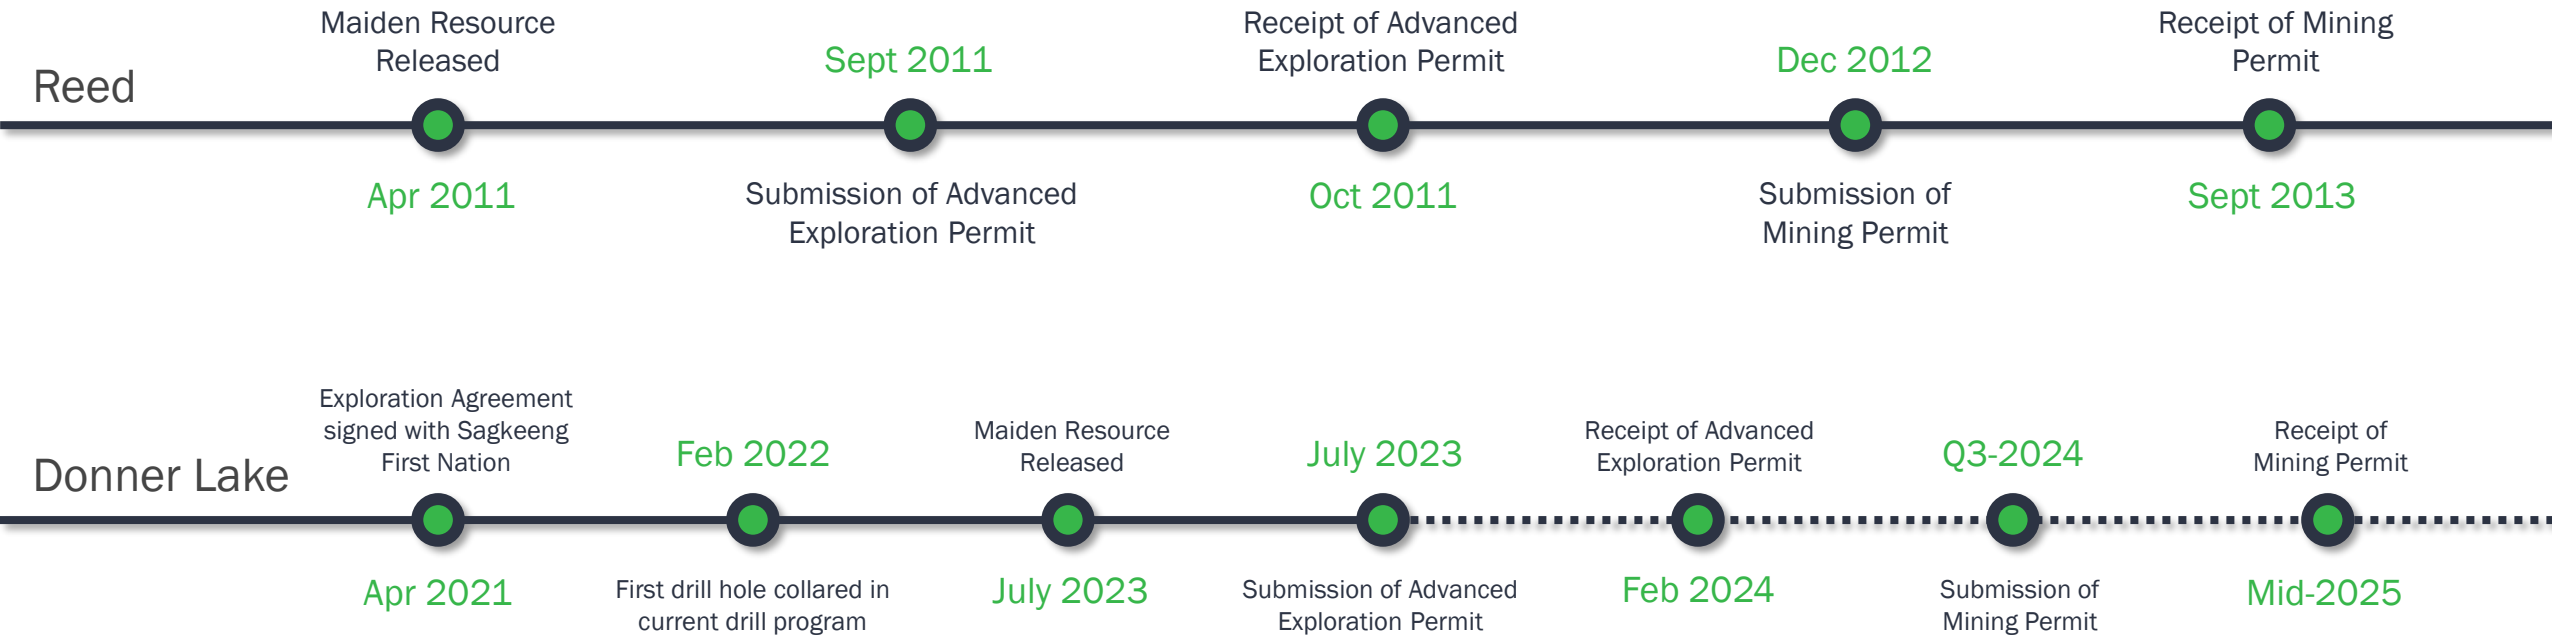 Reed
Maiden Resource
Released
Apr 2011
Sept 2011
Submission of Advanced
Exploration Permit
Receipt of Advanced
Exploration Permit
Oct 2011
Dec 2012
Submission of
Mining Permit
Receipt of Mining
Permit
Sept 2013
Donner Lake
Exploration Agreement
signed with Sagkeeng
First Nation
Apr 2021
Feb 2022
First drill hole collared in
current drill program
Maiden Resource
Released
July 2023
July 2023
Submission of Advanced
Exploration Permit
Receipt of Advanced
Exploration Permit
Feb 2024
Q3-2024
Submission of
Mining Permit
Receipt of
Mining Permit
Mid-2025